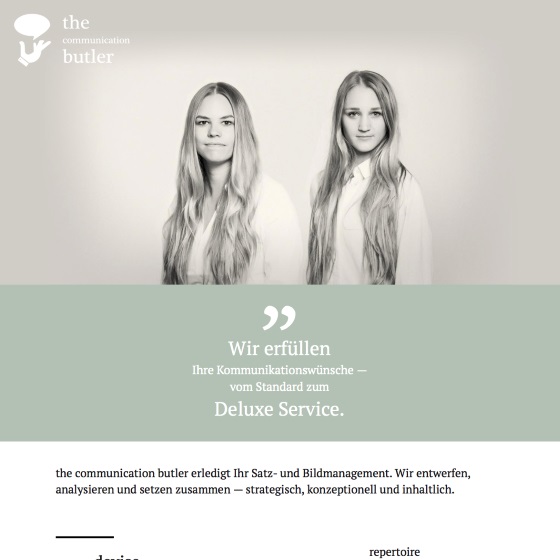 the
communication
butler
”
Wir erfüllen
Ihre Kommunikationswünsche —
vom Standard zum
Deluxe Service.
the communication butler erledigt Ihr Satz- und Bildmanagement. Wir entwerfen,
analysieren und setzen zusammen — strategisch, konzeptionell und inhaltlich.
repertoire